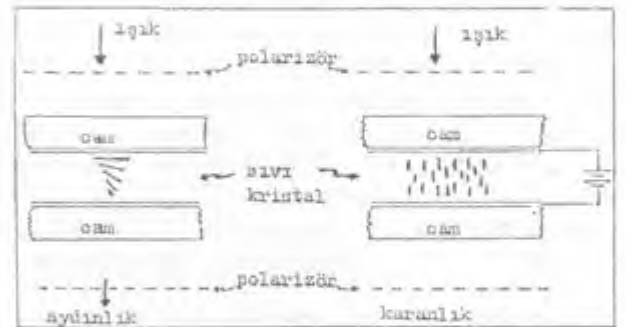 ışık ışık
polarizör
cam cam
sıvı
kristal
cam cam
polarizör
aydınlık karanlık